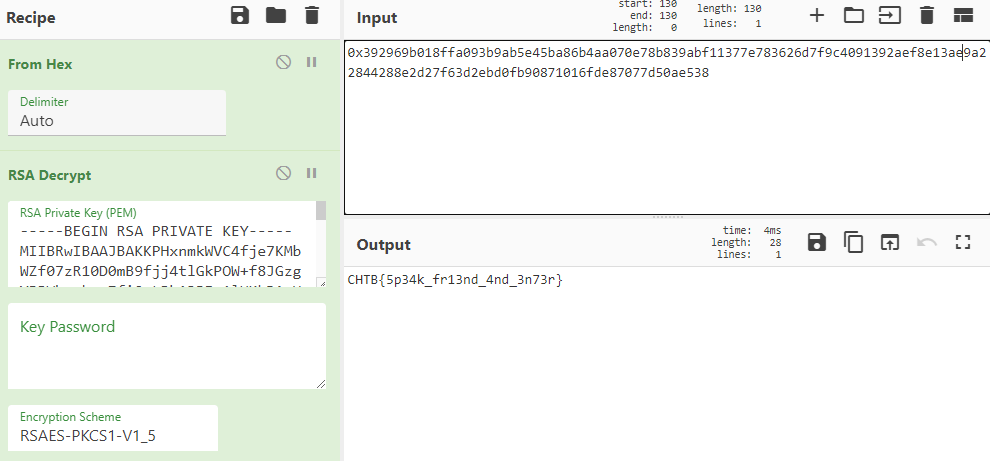 Recipe
From Hex
Delimiter
Auto
RSA Decrypt
RSA Private Key (PEM)
-----BEGIN RSA PRIVATE KEY-----
MIIBRwIBAAJBAKKPHxnmkWVC4fje7KMb
WZf07zR10D0mB9fjj4tlGkPOW+f8JGzg
Key Password
Encryption Scheme
RSAES-PKCS1-V1_5
Input
start: 130
end: 130
length: 0
length: 130
lines: 1
0x392969b018ffa093b9ab5e45ba86b4aa070e78b839abf11377e783626d7f9c4091392aef8e13ae9a2
2844288e2d27f63d2ebd0fb90871016fde87077d50ae538
Output
time: 4ms
length: 28
lines: 1
CHTB{5p34k_fr13nd_4nd_3n73r}